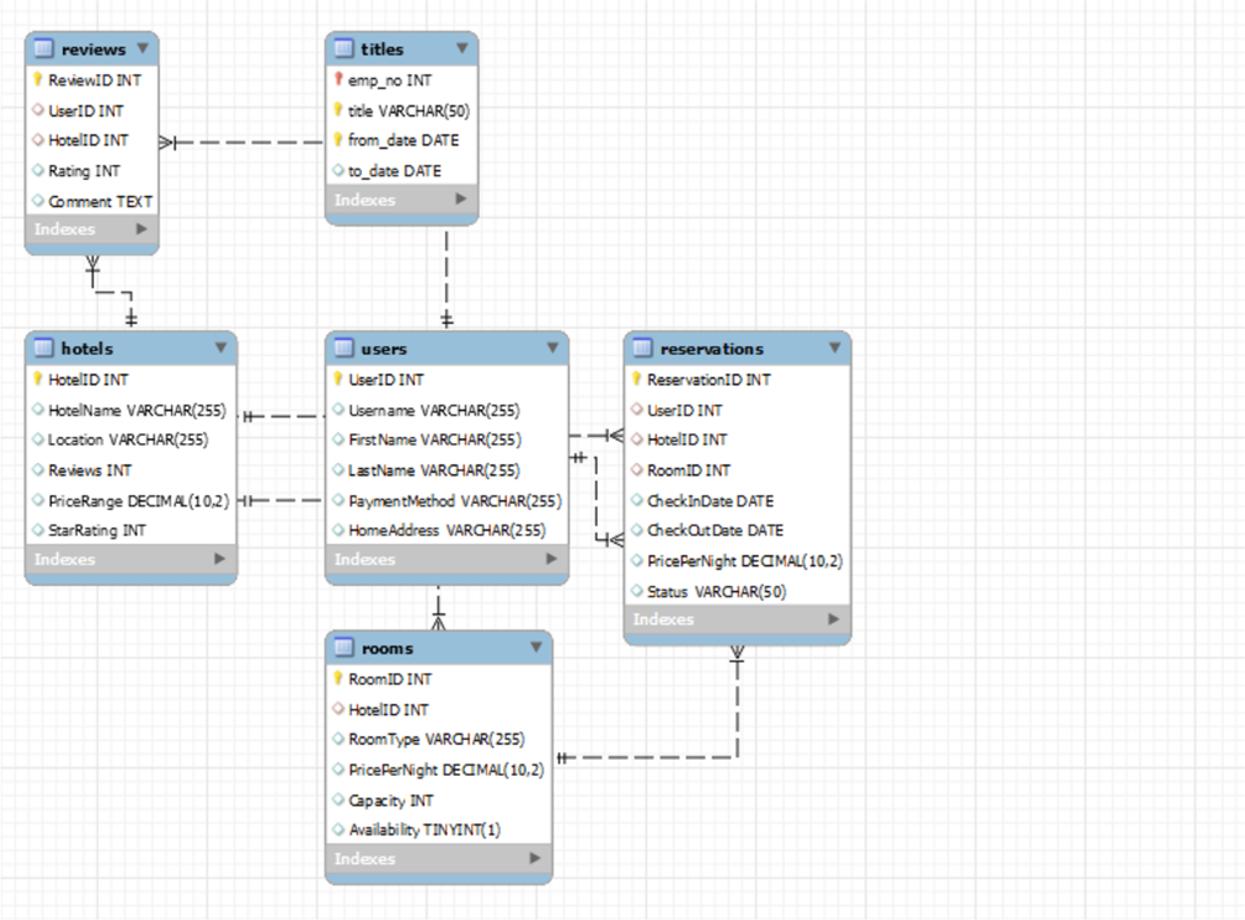 reviews
ReviewID INT
UserID INT
HotelID INT
Rating INT
Comment TEXT
Indexes
titles
emp_no INT
title VARCHAR(50)
from_date DATE
to_date DATE
Indexes
hotels
HotelID INT
HotelName VARCHAR(255)
Location VARCHAR(255)
Reviews INT
PriceRange DECIMAL(10,2)
StarRating INT
Indexes
users
UserID INT
Username VARCHAR(255)
FirstName VARCHAR(255)
LastName VARCHAR(255)
PaymentMethod VARCHAR(255)
HomeAddress VARCHAR(255)
Indexes
reservations
ReservationID INT
UserID INT
HotelID INT
RoomID INT
CheckInDate DATE
CheckOutDate DATE
PricePerNight DECIMAL(10,2)
Status VARCHAR(50)
Indexes
rooms
RoomID INT
HotelID INT
RoomType VARCHAR(255)
PricePerNight DECIMAL(10,2)
Capacity INT
Availability TINYINT(1)
Indexes